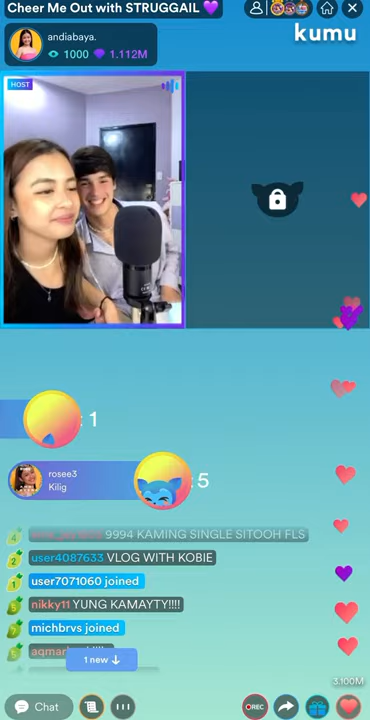 Cheer Me Out with STRUGGAIL 💜
kumu
andiabaya.
1000 1.112M
HOST
: 1
rosee3
Kilig
5
9994 KAMING SINGLE SITOOH FLS
user4087633 VLOG WITH KOBIE
user7071060 joined
nikky11 YUNG KAMAYTY!!!!
michbrvs joined
1 new ↓
3.100M
Chat
REC